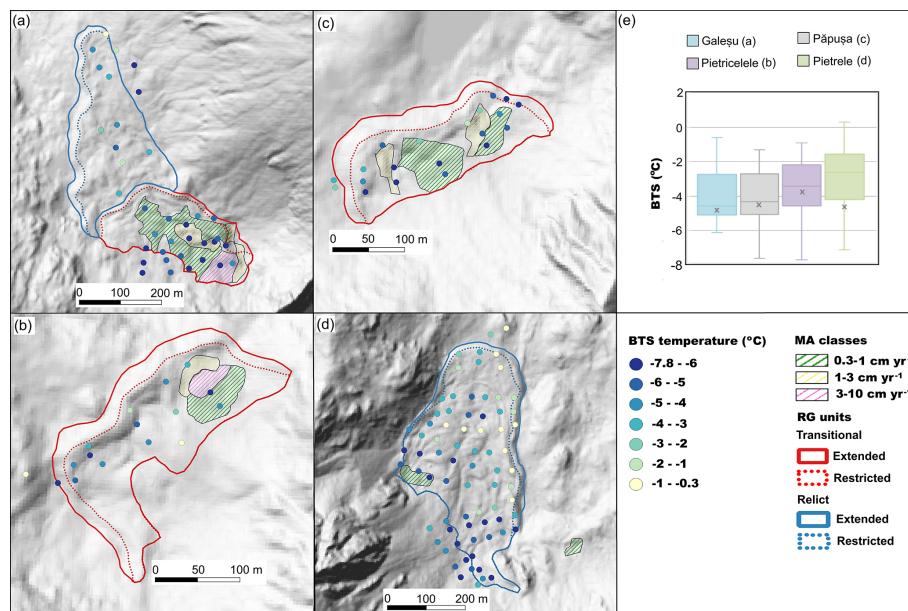 (a)
0 100 200 m
(c)
0 50 100 m
(e)
Galeşu (a)
Păpuşa (c)
Pietricelele (b)
Pietrele (d)
BTS (ºC)
2
0
-2
-4
-6
-8
(b)
0 50 100 m
(d)
0 100 200 m
BTS temperature (ºC)
-7.8 - -6
-6 - -5
-5 - -4
-4 - -3
-3 - -2
-2 - -1
-1 - -0.3
MA classes
0.3-1 cm yr⁻
1-3 cm yr⁻¹
3-10 cm yr⁻¹
RG units
Transitional
Extended
Restricted
Relict
Extended
Restricted